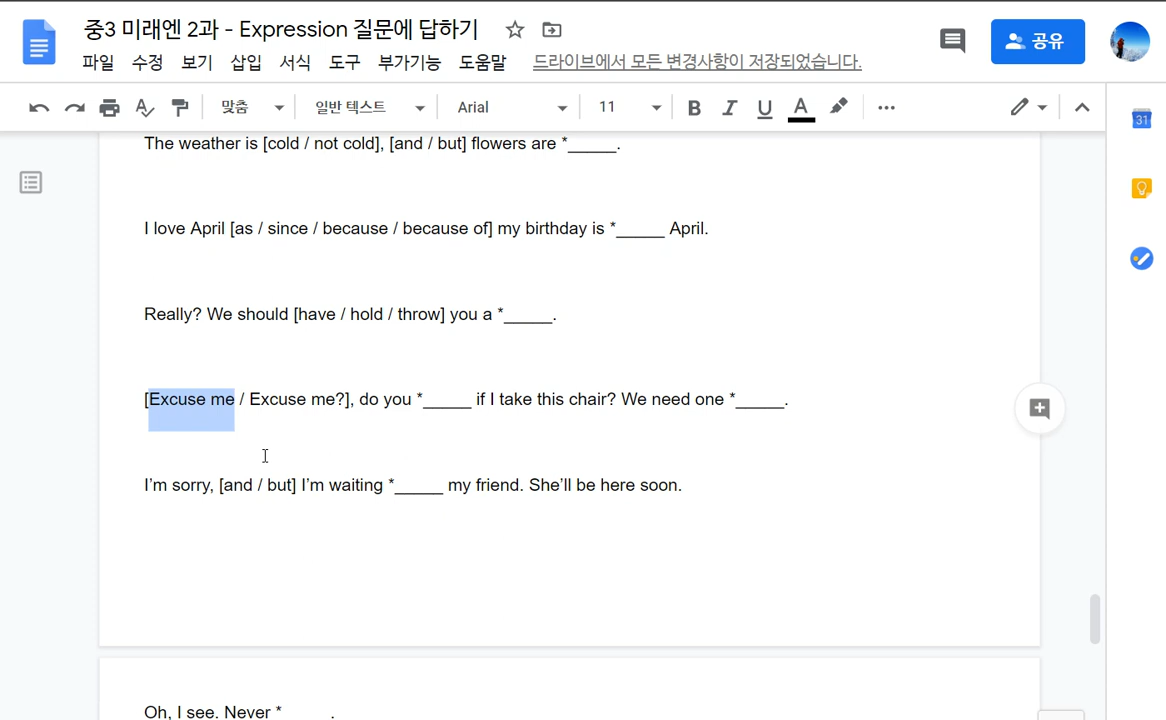 중3 미래엔 2과 - Expression 질문에 답하기
파일 수정 보기 삽입 서식 도구 부가기능 도움말 드라이브에서 모든 변경사항이 저장되었습니다.
공유
맞춤 일반 텍스트 Arial 11 B I U A
31
The weather is [cold / not cold], [and / but] flowers are *_____.
I love April [as / since / because / because of] my birthday is *_____ April.
Really? We should [have / hold / throw] you a *_____.
[Excuse me / Excuse me?], do you *_____ if I take this chair? We need one *_____.
I'm sorry, [and / but] I'm waiting *_____ my friend. She'll be here soon.
Oh, I see. Never *_____.